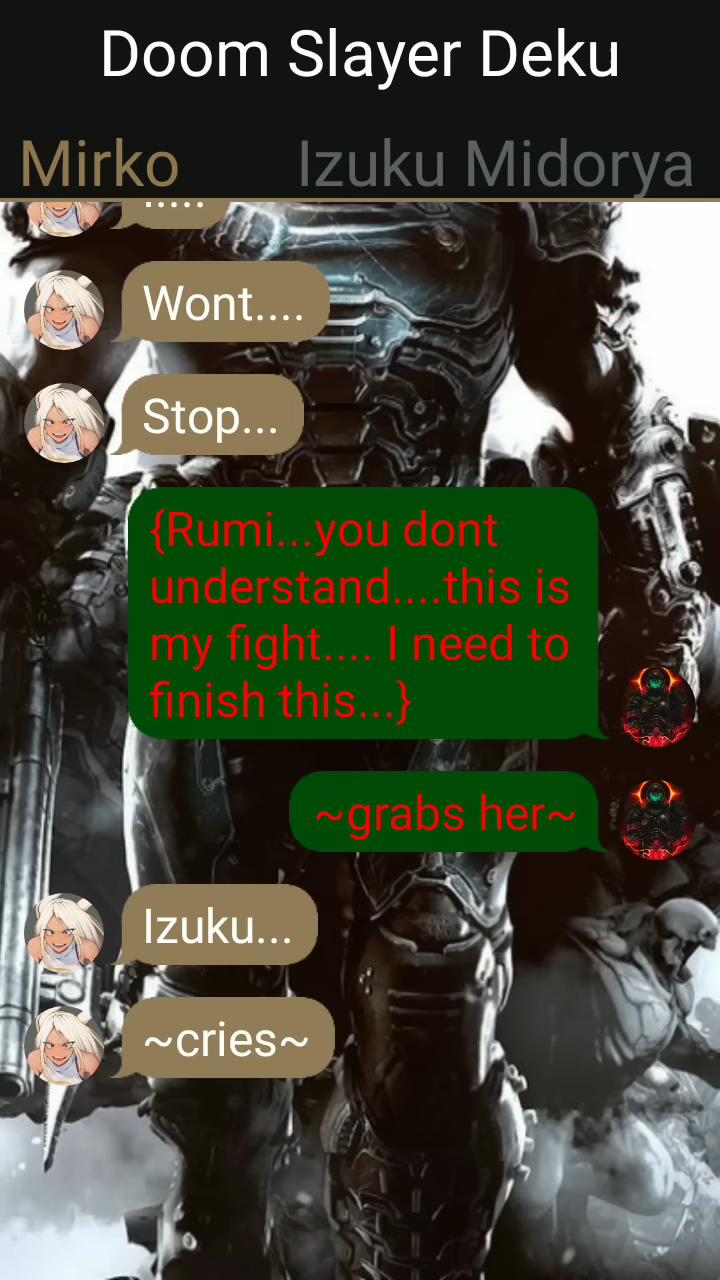 Doom Slayer Deku
Mirko
Izuku Midorya
Wont....
Stop...
{Rumi...you dont
understand....this is
my fight.... I need to
finish this...}
~grabs her~
Izuku...
~cries~